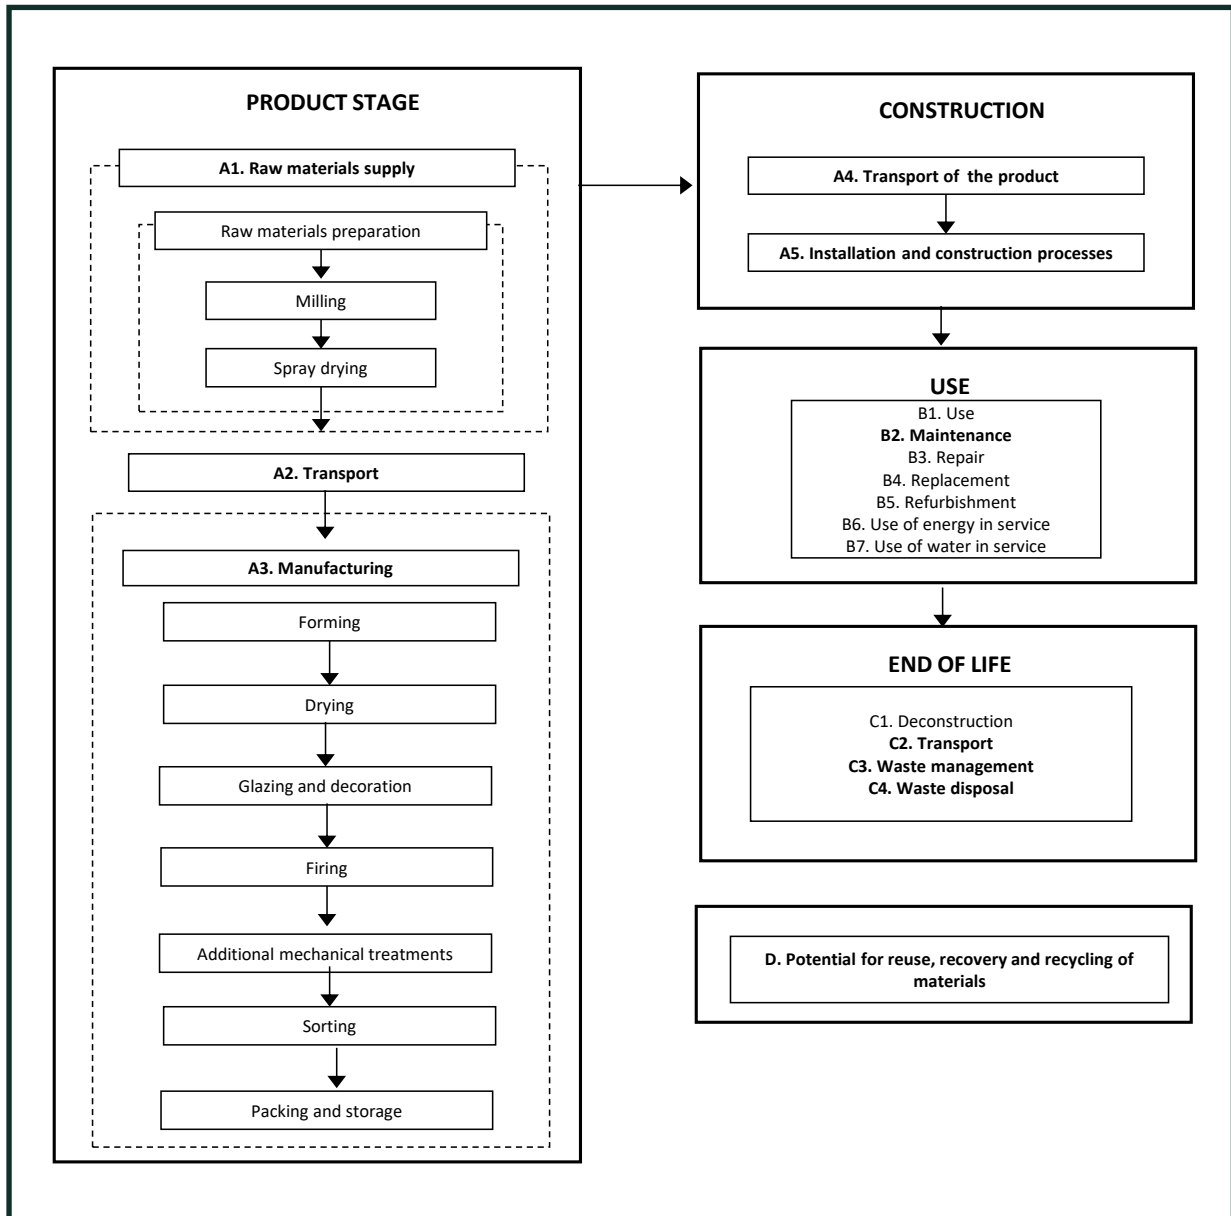 PRODUCT STAGE
A1. Raw materials supply
Raw materials preparation
Milling
Spray drying
A2. Transport
A3. Manufacturing
Forming
Drying
Glazing and decoration
Firing
Additional mechanical treatments
Sorting
Packing and storage
CONSTRUCTION
A4. Transport of the product
A5. Installation and construction processes
USE
B1. Use
B2. Maintenance
B3. Repair
B4. Replacement
B5. Refurbishment
B6. Use of energy in service
B7. Use of water in service
END OF LIFE
C1. Deconstruction
C2. Transport
C3. Waste management
C4. Waste disposal
D. Potential for reuse, recovery and recycling of
materials